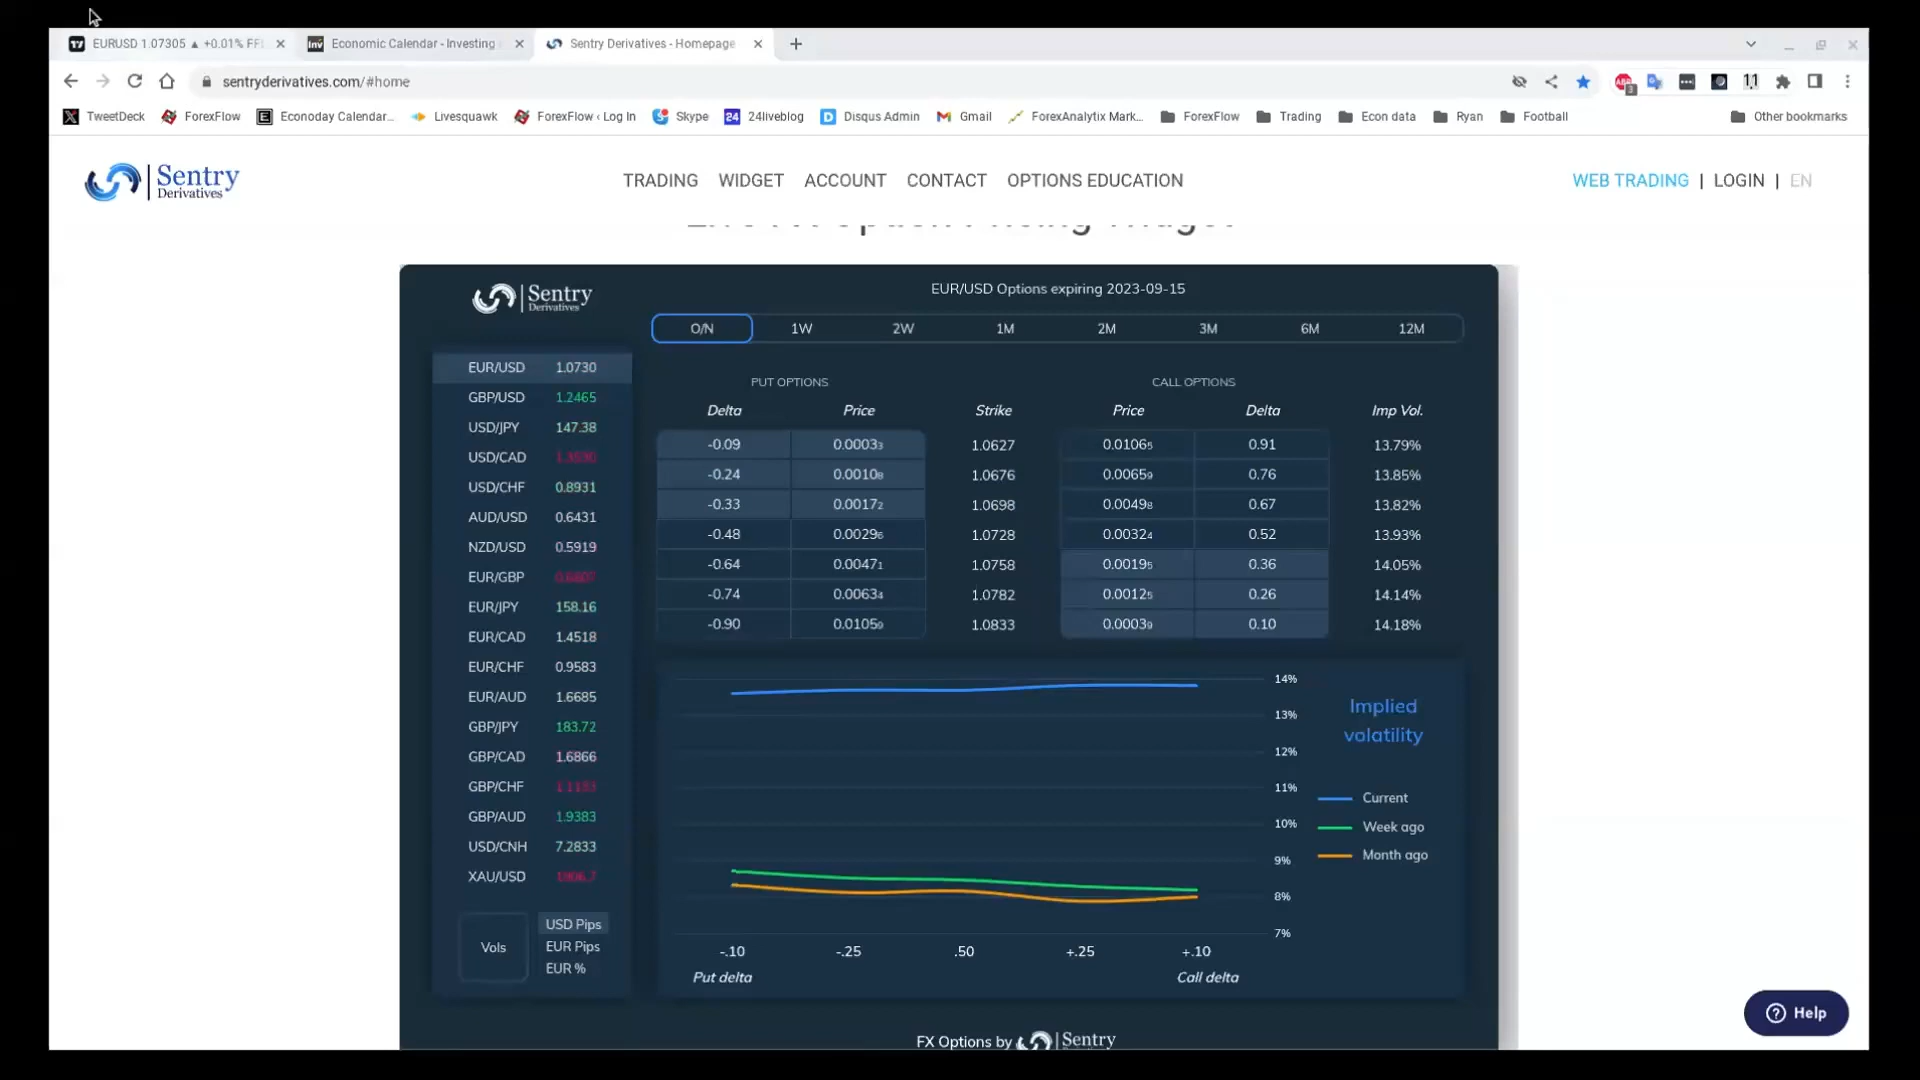 EURUSD 1.07305 ▲ +0.01% FF
Economic Calendar - Investing
Sentry Derivatives - Homepage
sentryderivatives.com/#home
TweetDeck
ForexFlow
Econoday Calendar...
Livesquawk
ForexFlow ‹ Log In
Skype
24liveblog
Disqus Admin
Gmail
ForexAnalytix Mark...
ForexFlow
Trading
Econ data
Ryan
Football
Other bookmarks
Sentry
Derivatives
TRADING WIDGET ACCOUNT CONTACT OPTIONS EDUCATION
WEB TRADING | LOGIN | EN
Sentry
Derivatives
EUR/USD Options expiring 2023-09-15
O/N 1W 2W 1M 2M 3M 6M 12M
EUR/USD 1.0730
GBP/USD 1.2465
USD/JPY 147.38
USD/CAD
USD/CHF 0.8931
AUD/USD 0.6431
NZD/USD 0.5919
EUR/GBP
EUR/JPY 158.16
EUR/CAD 1.4518
EUR/CHF 0.9583
EUR/AUD 1.6685
GBP/JPY 183.72
GBP/CAD 1.6866
GBP/CHF
GBP/AUD 1.9383
USD/CNH 7.2833
XAU/USD
Vols
USD Pips
EUR Pips
EUR %
PUT OPTIONS CALL OPTIONS
Delta Price Strike Price Delta Imp Vol.
-0.09 0.00033 1.0627 0.01065 0.91 13.79%
-0.24 0.00108 1.0676 0.00659 0.76 13.85%
-0.33 0.00172 1.0698 0.00498 0.67 13.82%
-0.48 0.00296 1.0728 0.00324 0.52 13.93%
-0.64 0.00471 1.0758 0.00195 0.36 14.05%
-0.74 0.00634 1.0782 0.00125 0.26 14.14%
-0.90 0.01059 1.0833 0.00039 0.10 14.18%
14%
13%
12%
11%
10%
9%
8%
7%
Implied
volatility
Current
Week ago
Month ago
-.10 -.25 .50 +.25 +.10
Put delta Call delta
Help
FX Options by Sentry